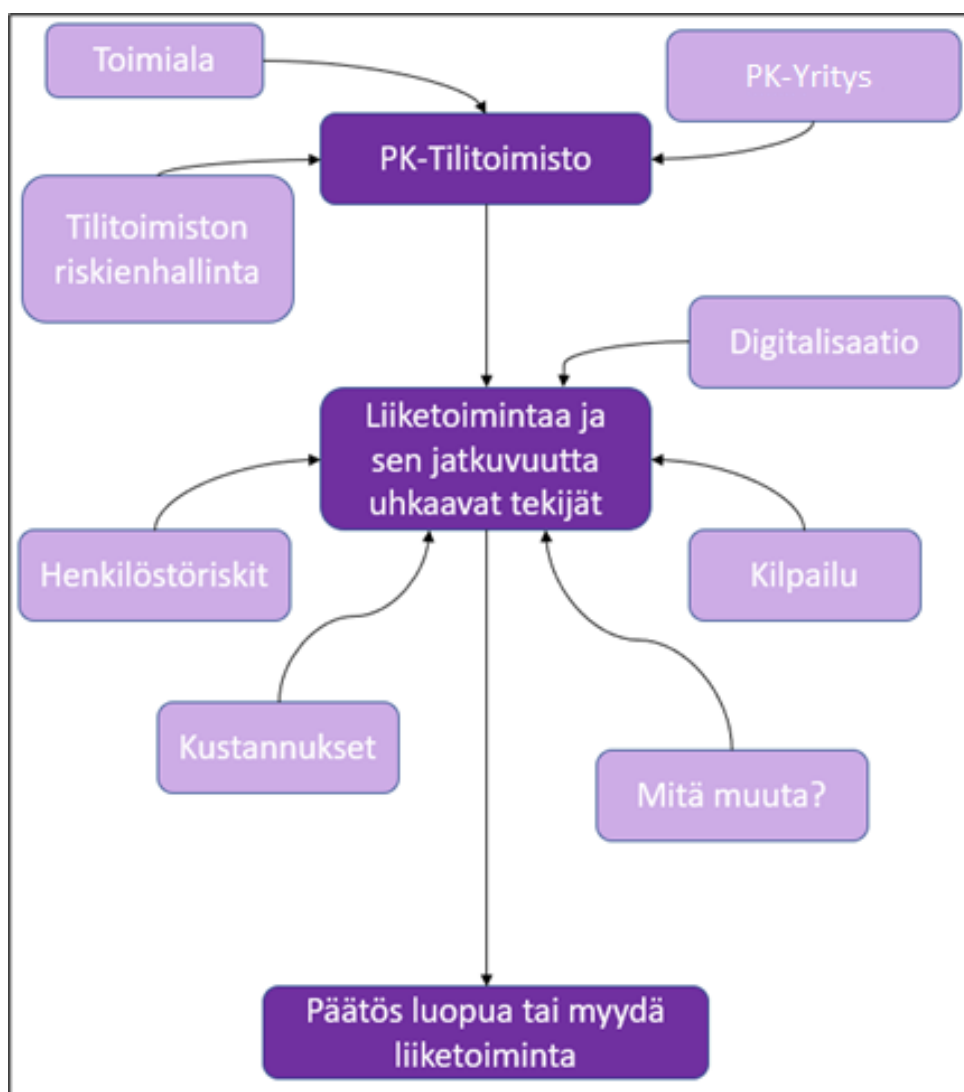 Toimiala
PK-Yritys
PK-Tilitoimisto
Tilitoimiston
riskienhallinta
Digitalisaatio
Liiketoimintaa ja
sen jatkuvuutta
uhkaavat tekijät
Henkilöstöriskit
Kilpailu
Kustannukset
Mitä muuta?
Päätös luopua tai myydä
liiketoiminta